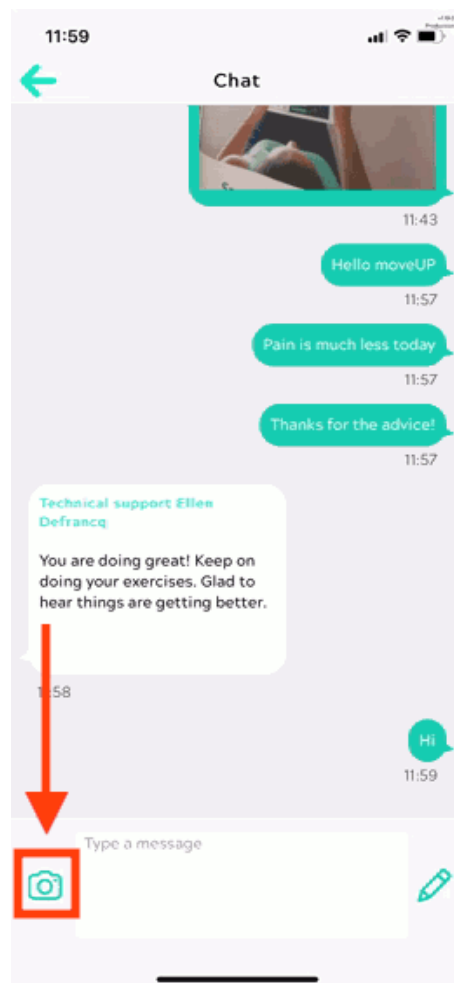 11:59
Chat
11:43
Hello moveUP
11:57
Pain is much less today
11:57
Thanks for the advice!
11:57
Technical support Ellen
Defrancq
You are doing great! Keep on
doing your exercises. Glad to
hear things are getting better.
11:58
Hi
11:59
Type a message